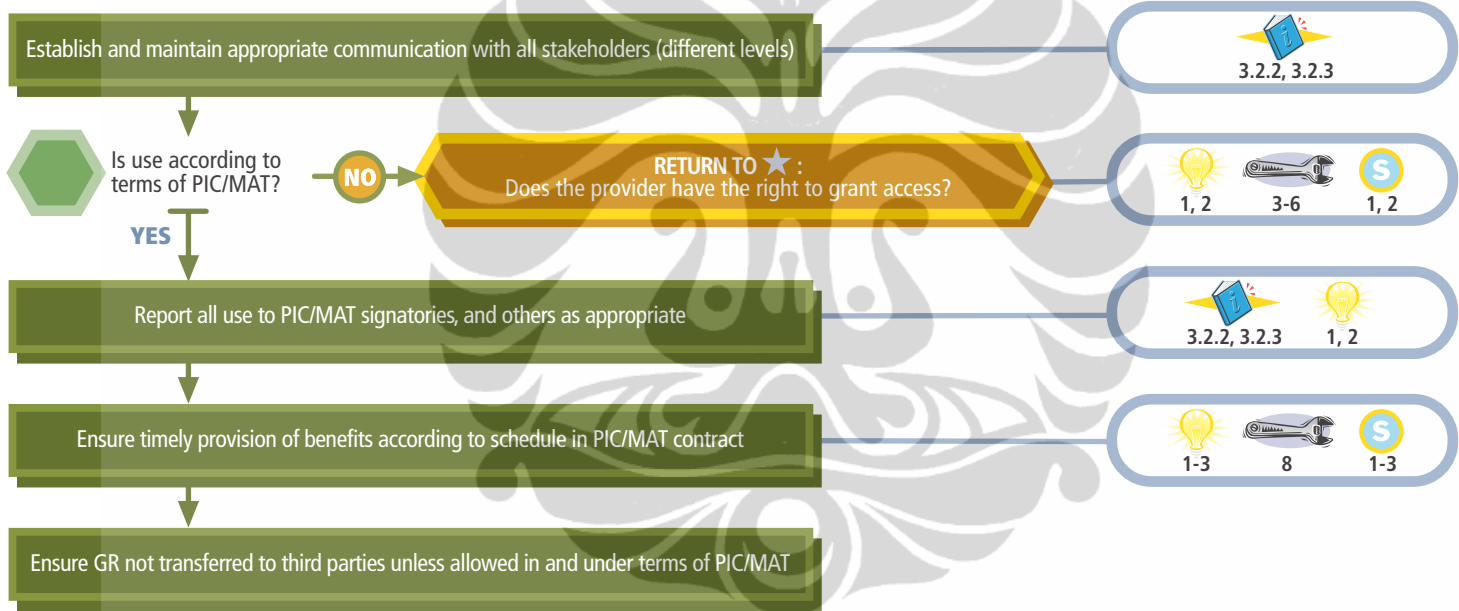 Establish and maintain appropriate communication with all stakeholders (different levels)
i
3.2.2, 3.2.3
Is use according to
terms of PIC/MAT?
NO
RETURN TO ★ :
Does the provider have the right to grant access?
S
1, 2
3-6
1, 2
YES
Report all use to PIC/MAT signatories, and others as appropriate
i
3.2.2, 3.2.3
1, 2
Ensure timely provision of benefits according to schedule in PIC/MAT contract
S
1-3
8
1-3
Ensure GR not transferred to third parties unless allowed in and under terms of PIC/MAT